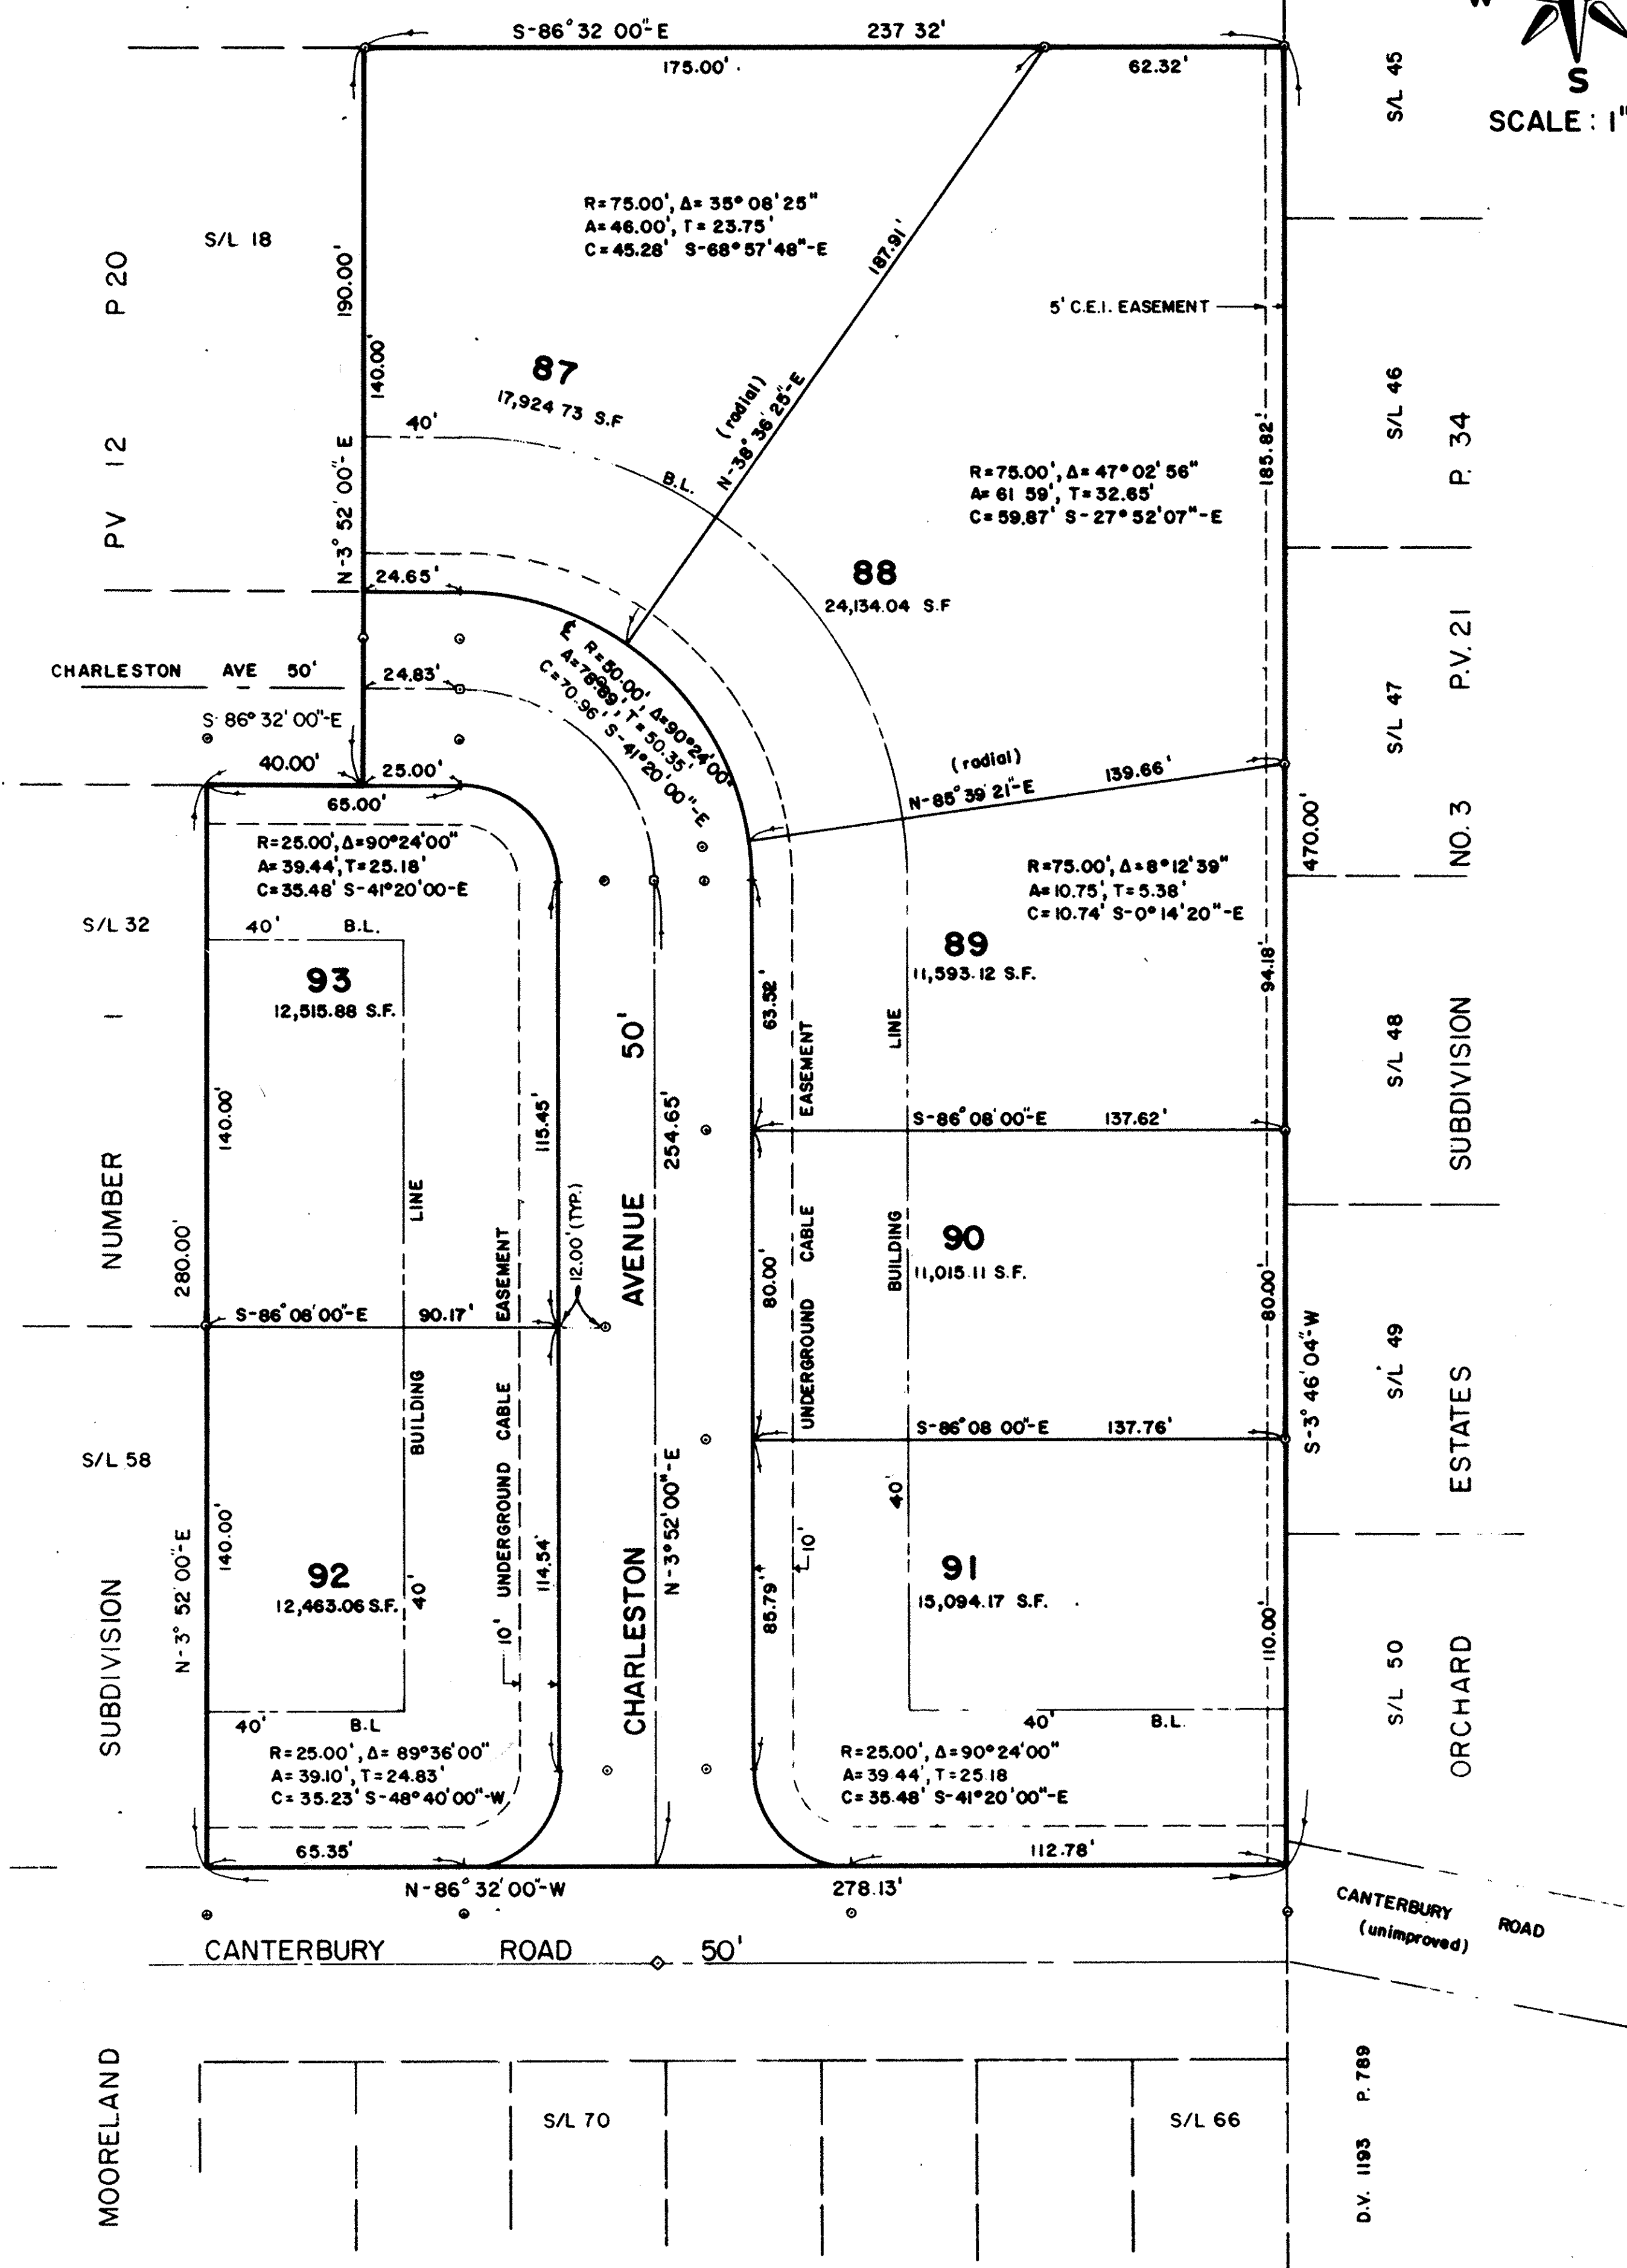 S-86° 32 00"-E 237 32'
175.00'
62.32'
W
S
SCALE : 1"
S/L 45
S/L 18
190.00'
140.00'
N-3° 52' 00"-E
P 20
PV 12
R=75.00', Δ= 35° 08' 25"
A=46.00', T= 23.75'
C=45.28' S-68° 57' 48"-E
187.91'
(radial)
N-38° 36' 25"-E
5' C.E.I. EASEMENT
87
17,924 73 S.F
40'
B.L.
185.82'
S/L 46
P. 34
R=75.00', Δ= 47° 02' 56"
A= 61 59', T= 32.65'
C=59.87' S-27° 52' 07"-E
88
24,134.04 S.F
24.65'
CHARLESTON AVE 50'
24.83'
S 86° 32' 00"-E
40.00'
25.00'
65.00'
R=50.00', Δ=90°24'00"
A=78.89', T=50.35'
C=70.96' S-41°20'00"-E
S/L 47
P.V. 21
(radial)
N-85° 39' 21"-E 139.66'
470.00'
NO. 3
R=25.00', Δ=90°24'00"
A=39.44', T=25.18'
C=35.48' S-41°20'00-E
R=75.00', Δ=8° 12' 39"
A=10.75', T=5.38'
C=10.74' S-0° 14' 20"-E
S/L 32
40' B.L.
93
12,515.88 S.F.
89
11,593.12 S.F.
94.18'
63.52'
S/L 48
SUBDIVISION
140.00'
115.45'
AVENUE 50'
254.65'
EASEMENT
LINE
S-86° 08' 00"-E 137.62'
NUMBER
280.00'
LINE
EASEMENT
12.00' (TYP.)
80.00'
UNDERGROUND CABLE
BUILDING
90
11,015.11 S.F.
80.00'
S-86° 08' 00"-E 90.17'
S-3° 46' 04"-W
S/L 49
ESTATES
S-86° 08 00"-E 137.76'
S/L 58
BUILDING
10' UNDERGROUND CABLE
N-3° 52' 00"-E
40'
10'
N-3° 52' 00"-E
140.00'
92
12,463.06 S.F.
40'
114.54'
CHARLESTON
85.79'
91
15,094.17 S.F.
110.00'
S/L 50
ORCHARD
SUBDIVISION
40' B.L
40' B.L.
R=25.00', Δ= 89°36'00"
A=39.10', T=24.83'
C= 35.23' S-48°40'00"-W
R=25.00', Δ=90°24'00"
A=39.44', T=25.18
C=35.48' S-41°20'00"-E
65.35'
112.78'
N-86° 32' 00"-W
278.13'
CANTERBURY ROAD
(unimproved)
CANTERBURY ROAD 50'
MOORELAND
S/L 70
S/L 66
D.V. 1193 P. 789